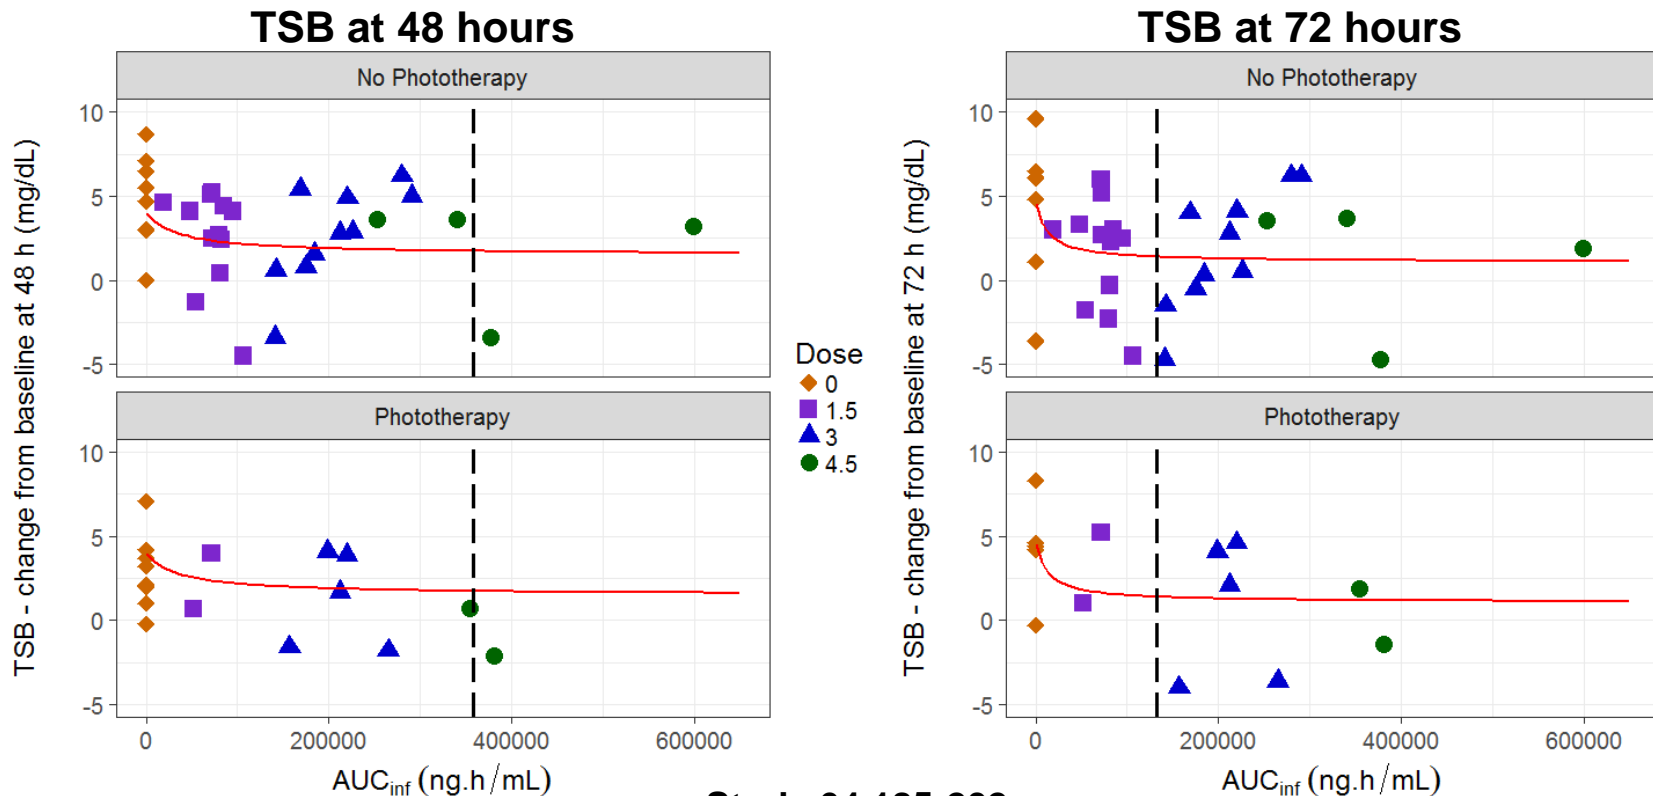 TSB at 48 hours
No Phototherapy
10
5
0
-5
Phototherapy
10
5
0
-5
0
200000
400000
600000
TSB - change from baseline at 48 h (mg/dL)
AUCinf (ng.h/mL)
Dose
0
1.5
3
4.5
TSB at 72 hours
No Phototherapy
10
5
0
-5
Phototherapy
10
5
0
-5
0
200000
400000
600000
TSB - change from baseline at 72 h (mg/dL)
AUCinf (ng.h/mL)